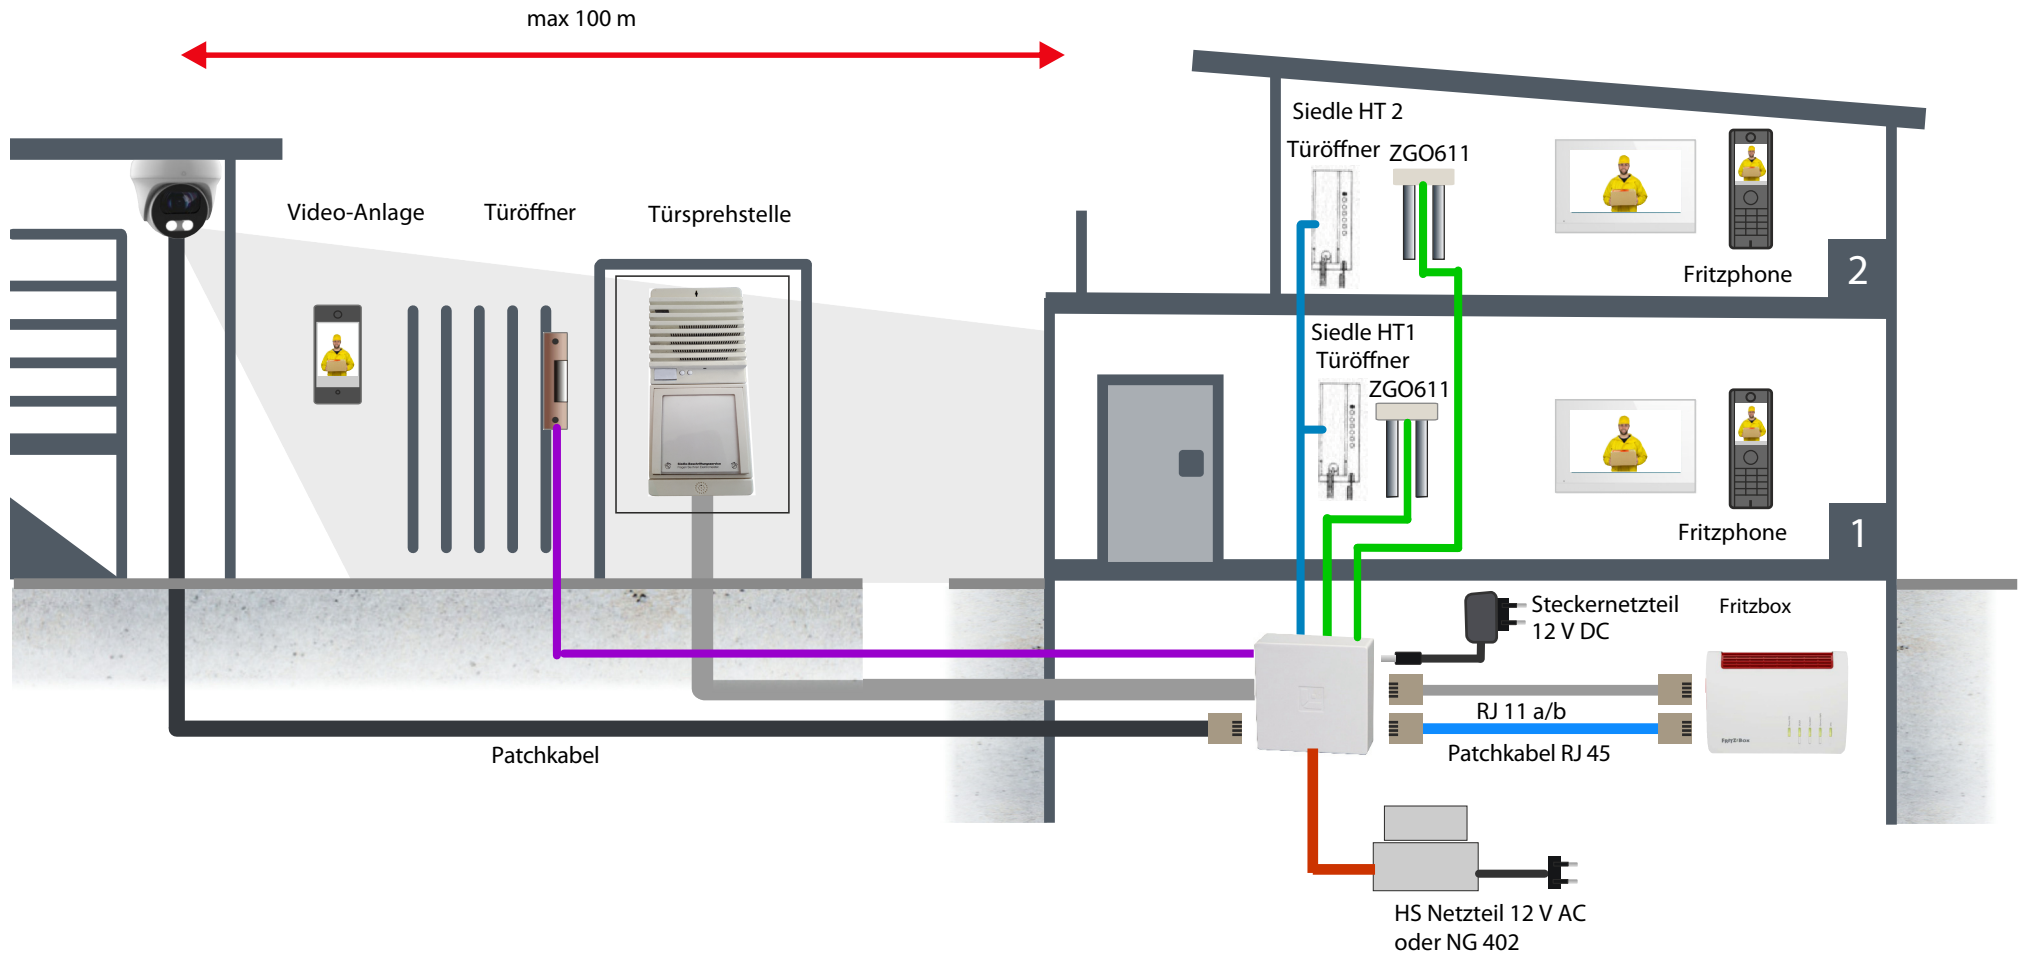 max 100 m
Siedle HT 2
Türöffner
ZGO611
Video-Anlage
Türöffner
Türsprehstelle
Fritzphone
2
Siedle HT1
Türöffner
ZGO611
Fritzphone
1
Steckernetzteil
12 V DC
Fritzbox
RJ 11 a/b
Patchkabel
Patchkabel RJ 45
HS Netzteil 12 V AC
oder NG 402